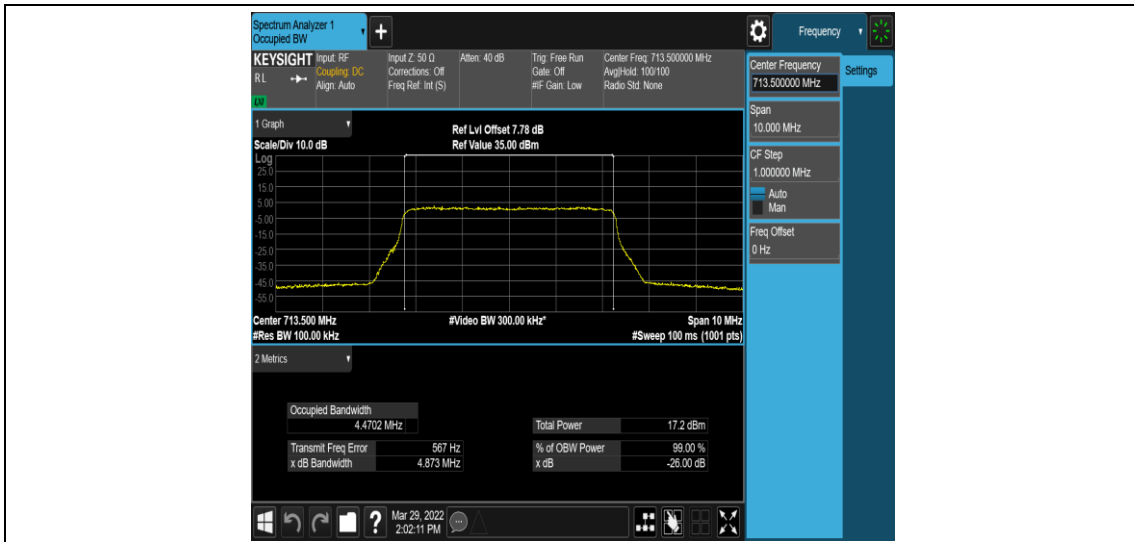 Spectrum Analyzer 1
Occupied BW
+
Frequency
KEYSIGHT
RL
LXI
Input: RF
Coupling: DC
Align: Auto
Input Z: 50 Ω
Corrections: Off
Freq Ref: Int (S)
Atten: 40 dB
Trig: Free Run
Gate: Off
#IF Gain: Low
Center Freq: 713.500000 MHz
Avg|Hold: 100/100
Radio Std: None
Center Frequency
713.500000 MHz
Settings
Span
10.000 MHz
CF Step
1.000000 MHz
Auto
Man
Freq Offset
0 Hz
1 Graph
Scale/Div 10.0 dB
Ref Lvl Offset 7.78 dB
Ref Value 35.00 dBm
Log
25.0
15.0
5.00
-5.00
-15.0
-25.0
-35.0
-45.0
-55.0
Center 713.500 MHz
#Video BW 300.00 kHz*
Span 10 MHz
#Res BW 100.00 kHz
#Sweep 100 ms (1001 pts)
2 Metrics
Occupied Bandwidth
4.4702 MHz
Total Power 17.2 dBm
Transmit Freq Error 567 Hz
% of OBW Power 99.00 %
x dB Bandwidth 4.873 MHz
x dB -26.00 dB
?
Mar 29, 2022
2:02:11 PM